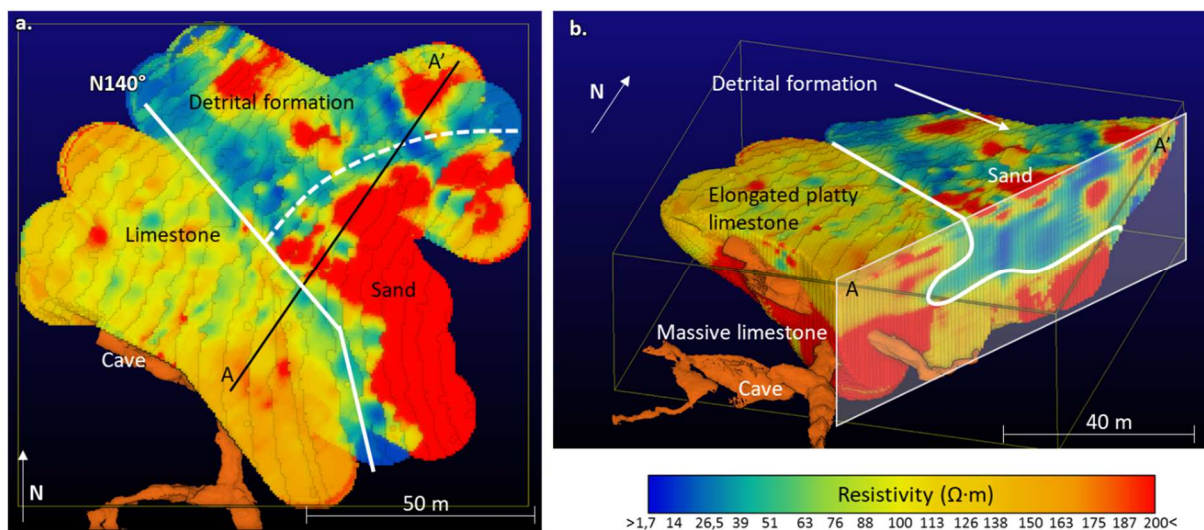 a.
N140°
Detrital formation
A'
Limestone
Sand
Cave
A
N
50 m
b.
N
Detrital formation
A'
Sand
Elongated platty
limestone
A
Massive limestone
Cave
40 m
Resistivity (Ω·m)
>1,7 14 26,5 39 51 63 76 88 100 113 126 138 150 163 175 187 200<